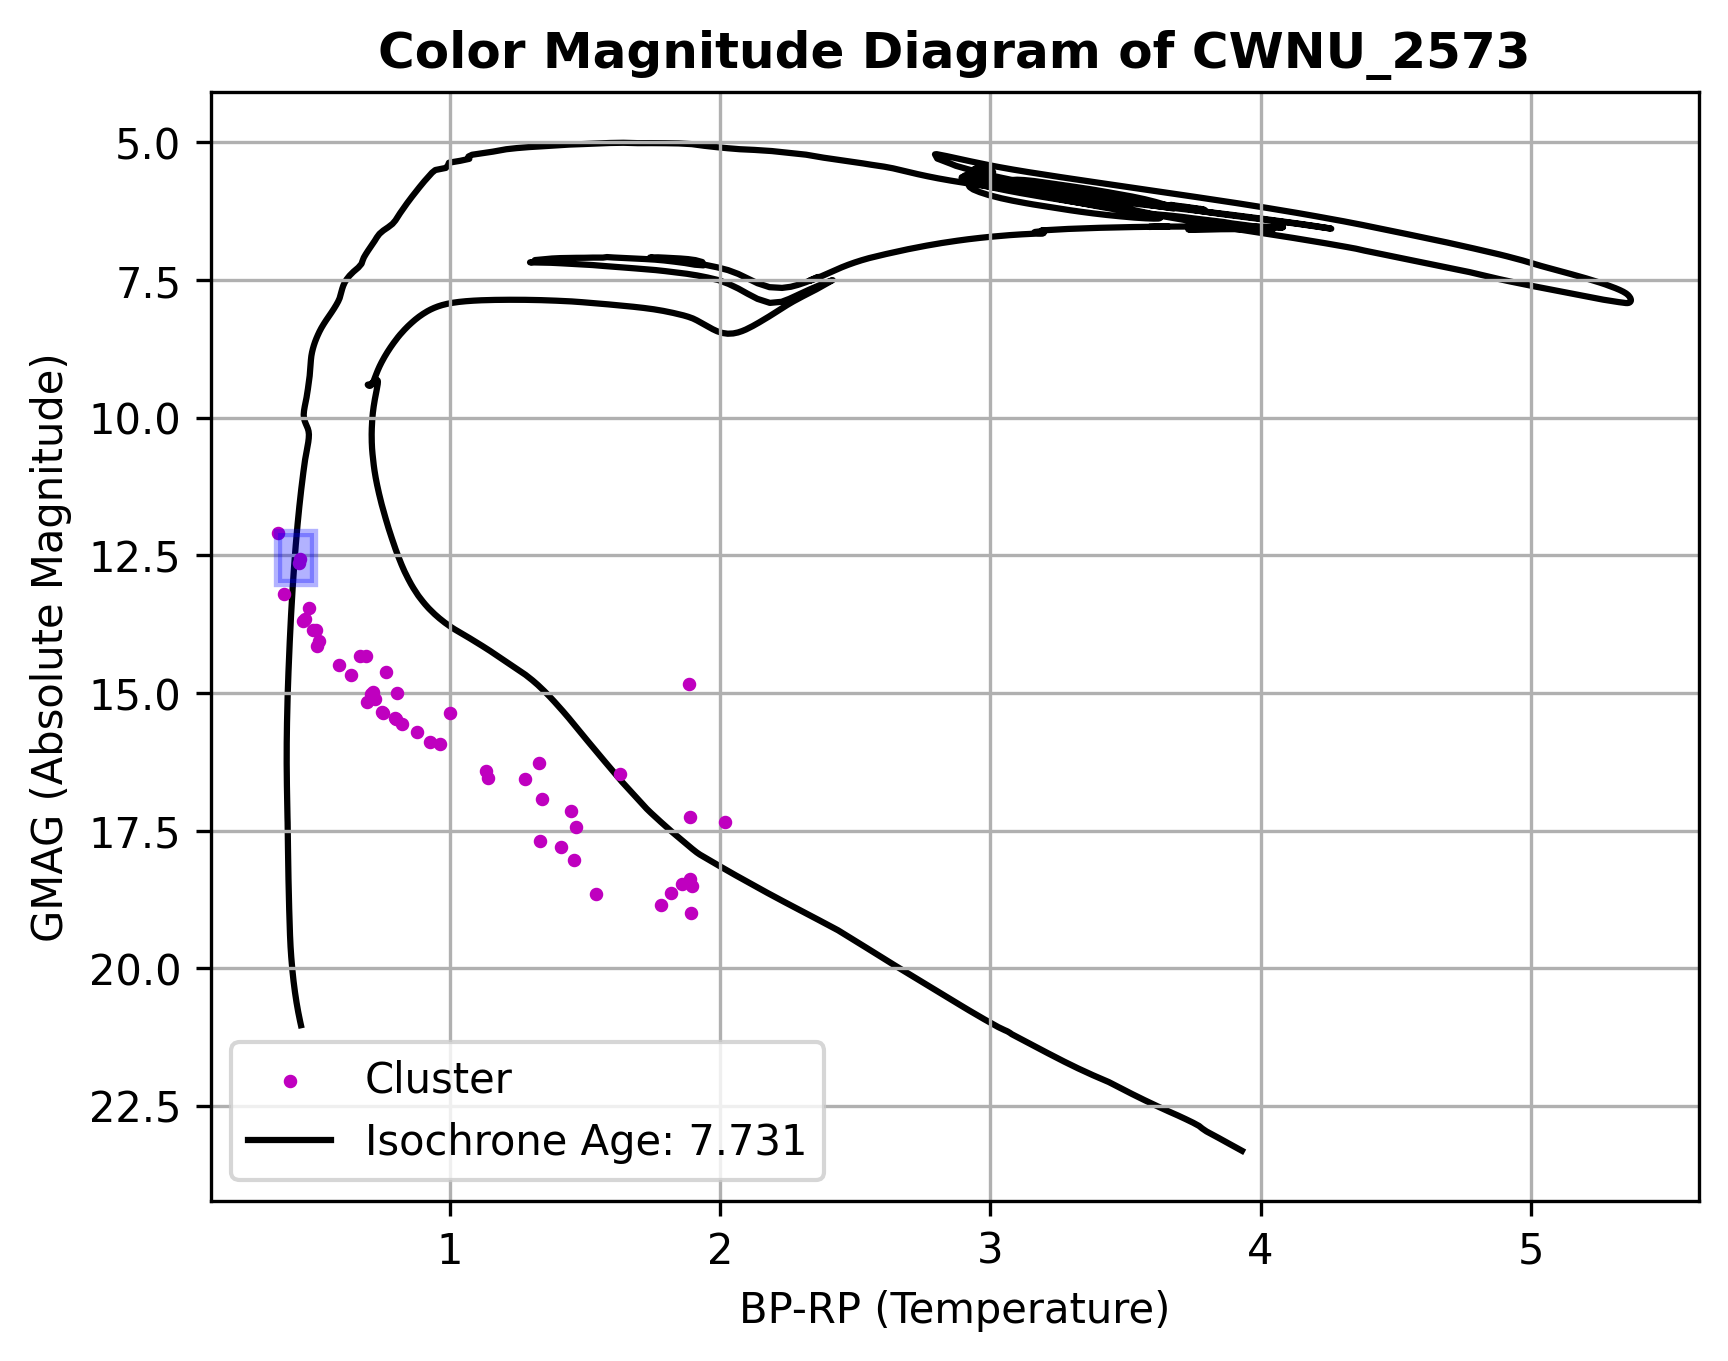 Color Magnitude Diagram of CWNU_2573
GMAG (Absolute Magnitude)
5.0
7.5
10.0
12.5
15.0
17.5
20.0
22.5
Cluster
Isochrone Age: 7.731
1 2 3 4 5
BP-RP (Temperature)